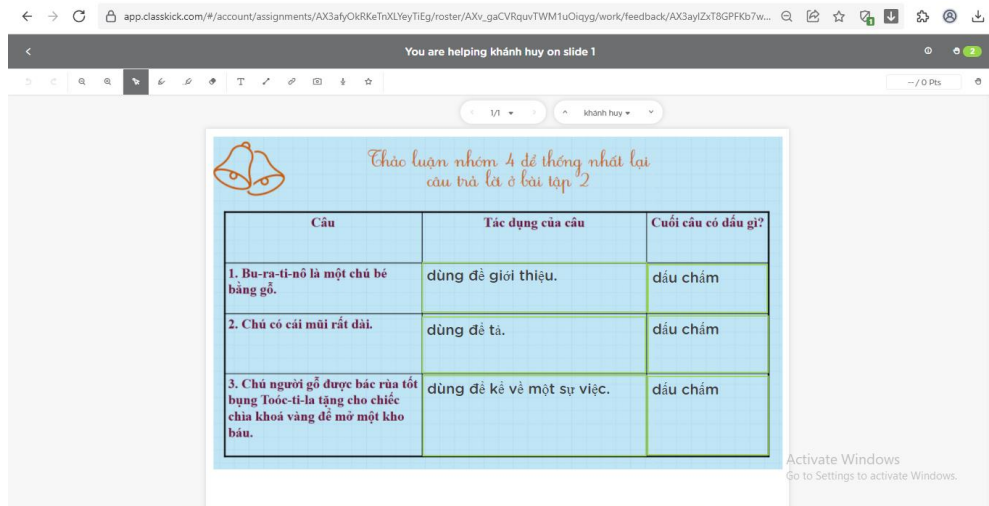 app.classkick.com/#/account/assignments/AX3afyOkRKeTnXLYeyTiEg/roster/AXv_gaCVRquvTWM1uOiqyg/work/feedback/AX3aylZxT8GPFKb7w...
You are helping khánh huy on slide 1
2
T
-- / 0 Pts
1/1
khánh huy
Thảo luận nhóm 4 để thống nhất lại
câu trả lời ở bài tập 2
Câu
Tác dụng của câu
Cuối câu có dấu gì?
1. Bu-ra-ti-nô là một chú bé
bằng gỗ.
dùng để giới thiệu.
dấu chấm
2. Chú có cái mũi rất dài.
dùng để tả.
dấu chấm
3. Chú người gỗ được bác rùa tốt
bụng Toóc-ti-la tặng cho chiếc
chìa khoá vàng để mở một kho
báu.
dùng để kể về một sự việc.
dấu chấm
Activate Windows
Go to Settings to activate Windows.